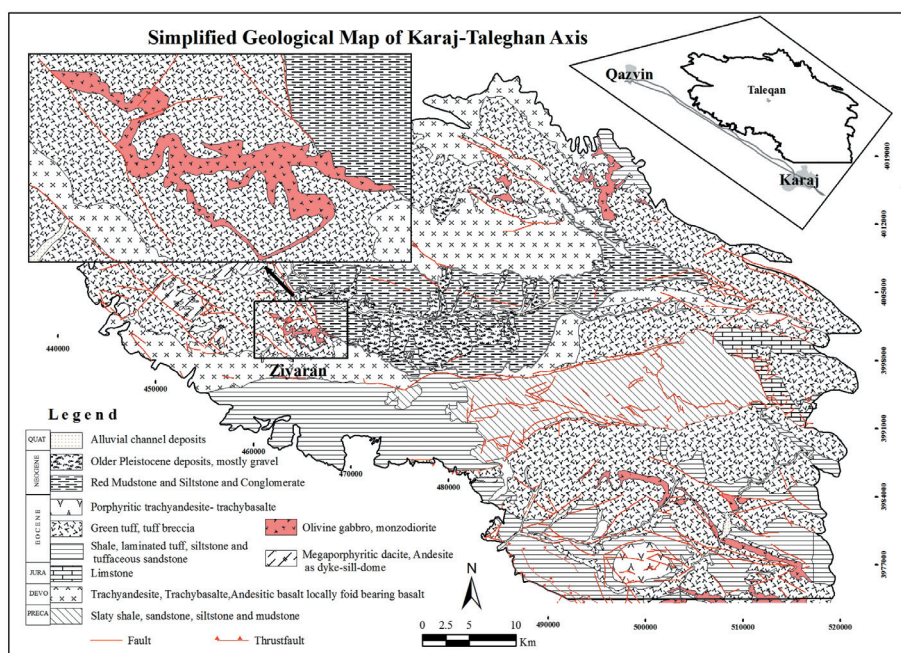 Simplified Geological Map of Karaj-Taleghan Axis
Qazvin
Taleqan
Karaj
4019000
4012000
4005000
3998000
3991000
3984000
3977000
440000
450000
460000
470000
480000
490000
500000
510000
520000
Ziyaran
Legend
QUAT
Alluvial channel deposits
NEOGENE
Older Pleistocene deposits, mostly gravel
Red Mudstone and Siltstone and Conglomerate
EOCENE
Porphyritic trachyandesite- trachybasalte
Green tuff, tuff breccia
Shale, laminated tuff, siltstone and
tuffaceous sandstone
JURA
Limstone
DEVO
Trachyandesite, Trachybasalte,Andesitic basalt locally foid bearing basalt
PRECA
Slaty shale, sandstone, siltstone and mudstone
Olivine gabbro, monzodiorite
Megaporphyritic dacite, Andesite
as dyke-sill-dome
Fault
Thrustfault
N
0 2.5 5 10
Km